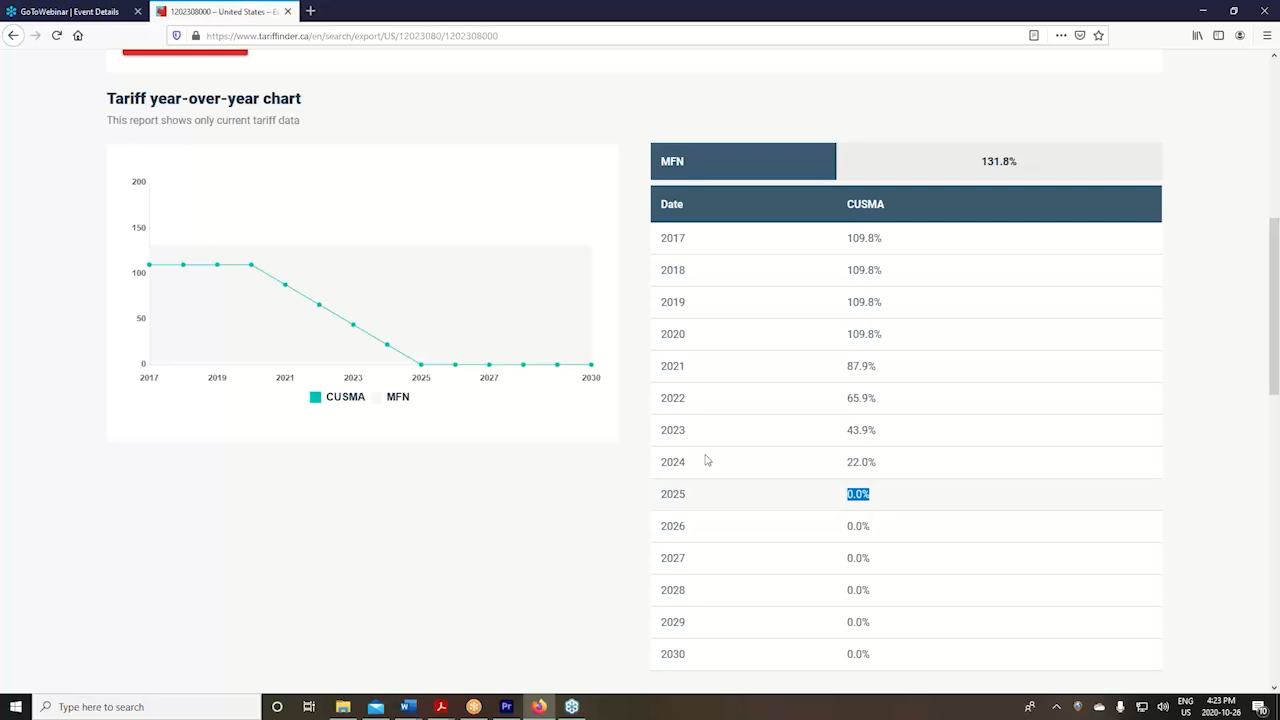 GoToWebinar | Event Details
1202308000 – United States – E
https://www.tariffinder.ca/en/search/export/US/12023080/1202308000
Tariff year-over-year chart
This report shows only current tariff data
200
150
100
50
0
2017 2019 2021 2023 2025 2027 2030
CUSMA MFN
MFN 131.8%
Date CUSMA
2017 109.8%
2018 109.8%
2019 109.8%
2020 109.8%
2021 87.9%
2022 65.9%
2023 43.9%
2024 22.0%
2025 0.0%
2026 0.0%
2027 0.0%
2028 0.0%
2029 0.0%
2030 0.0%
Type here to search
ENG
US
4:23 PM
2020-10-26